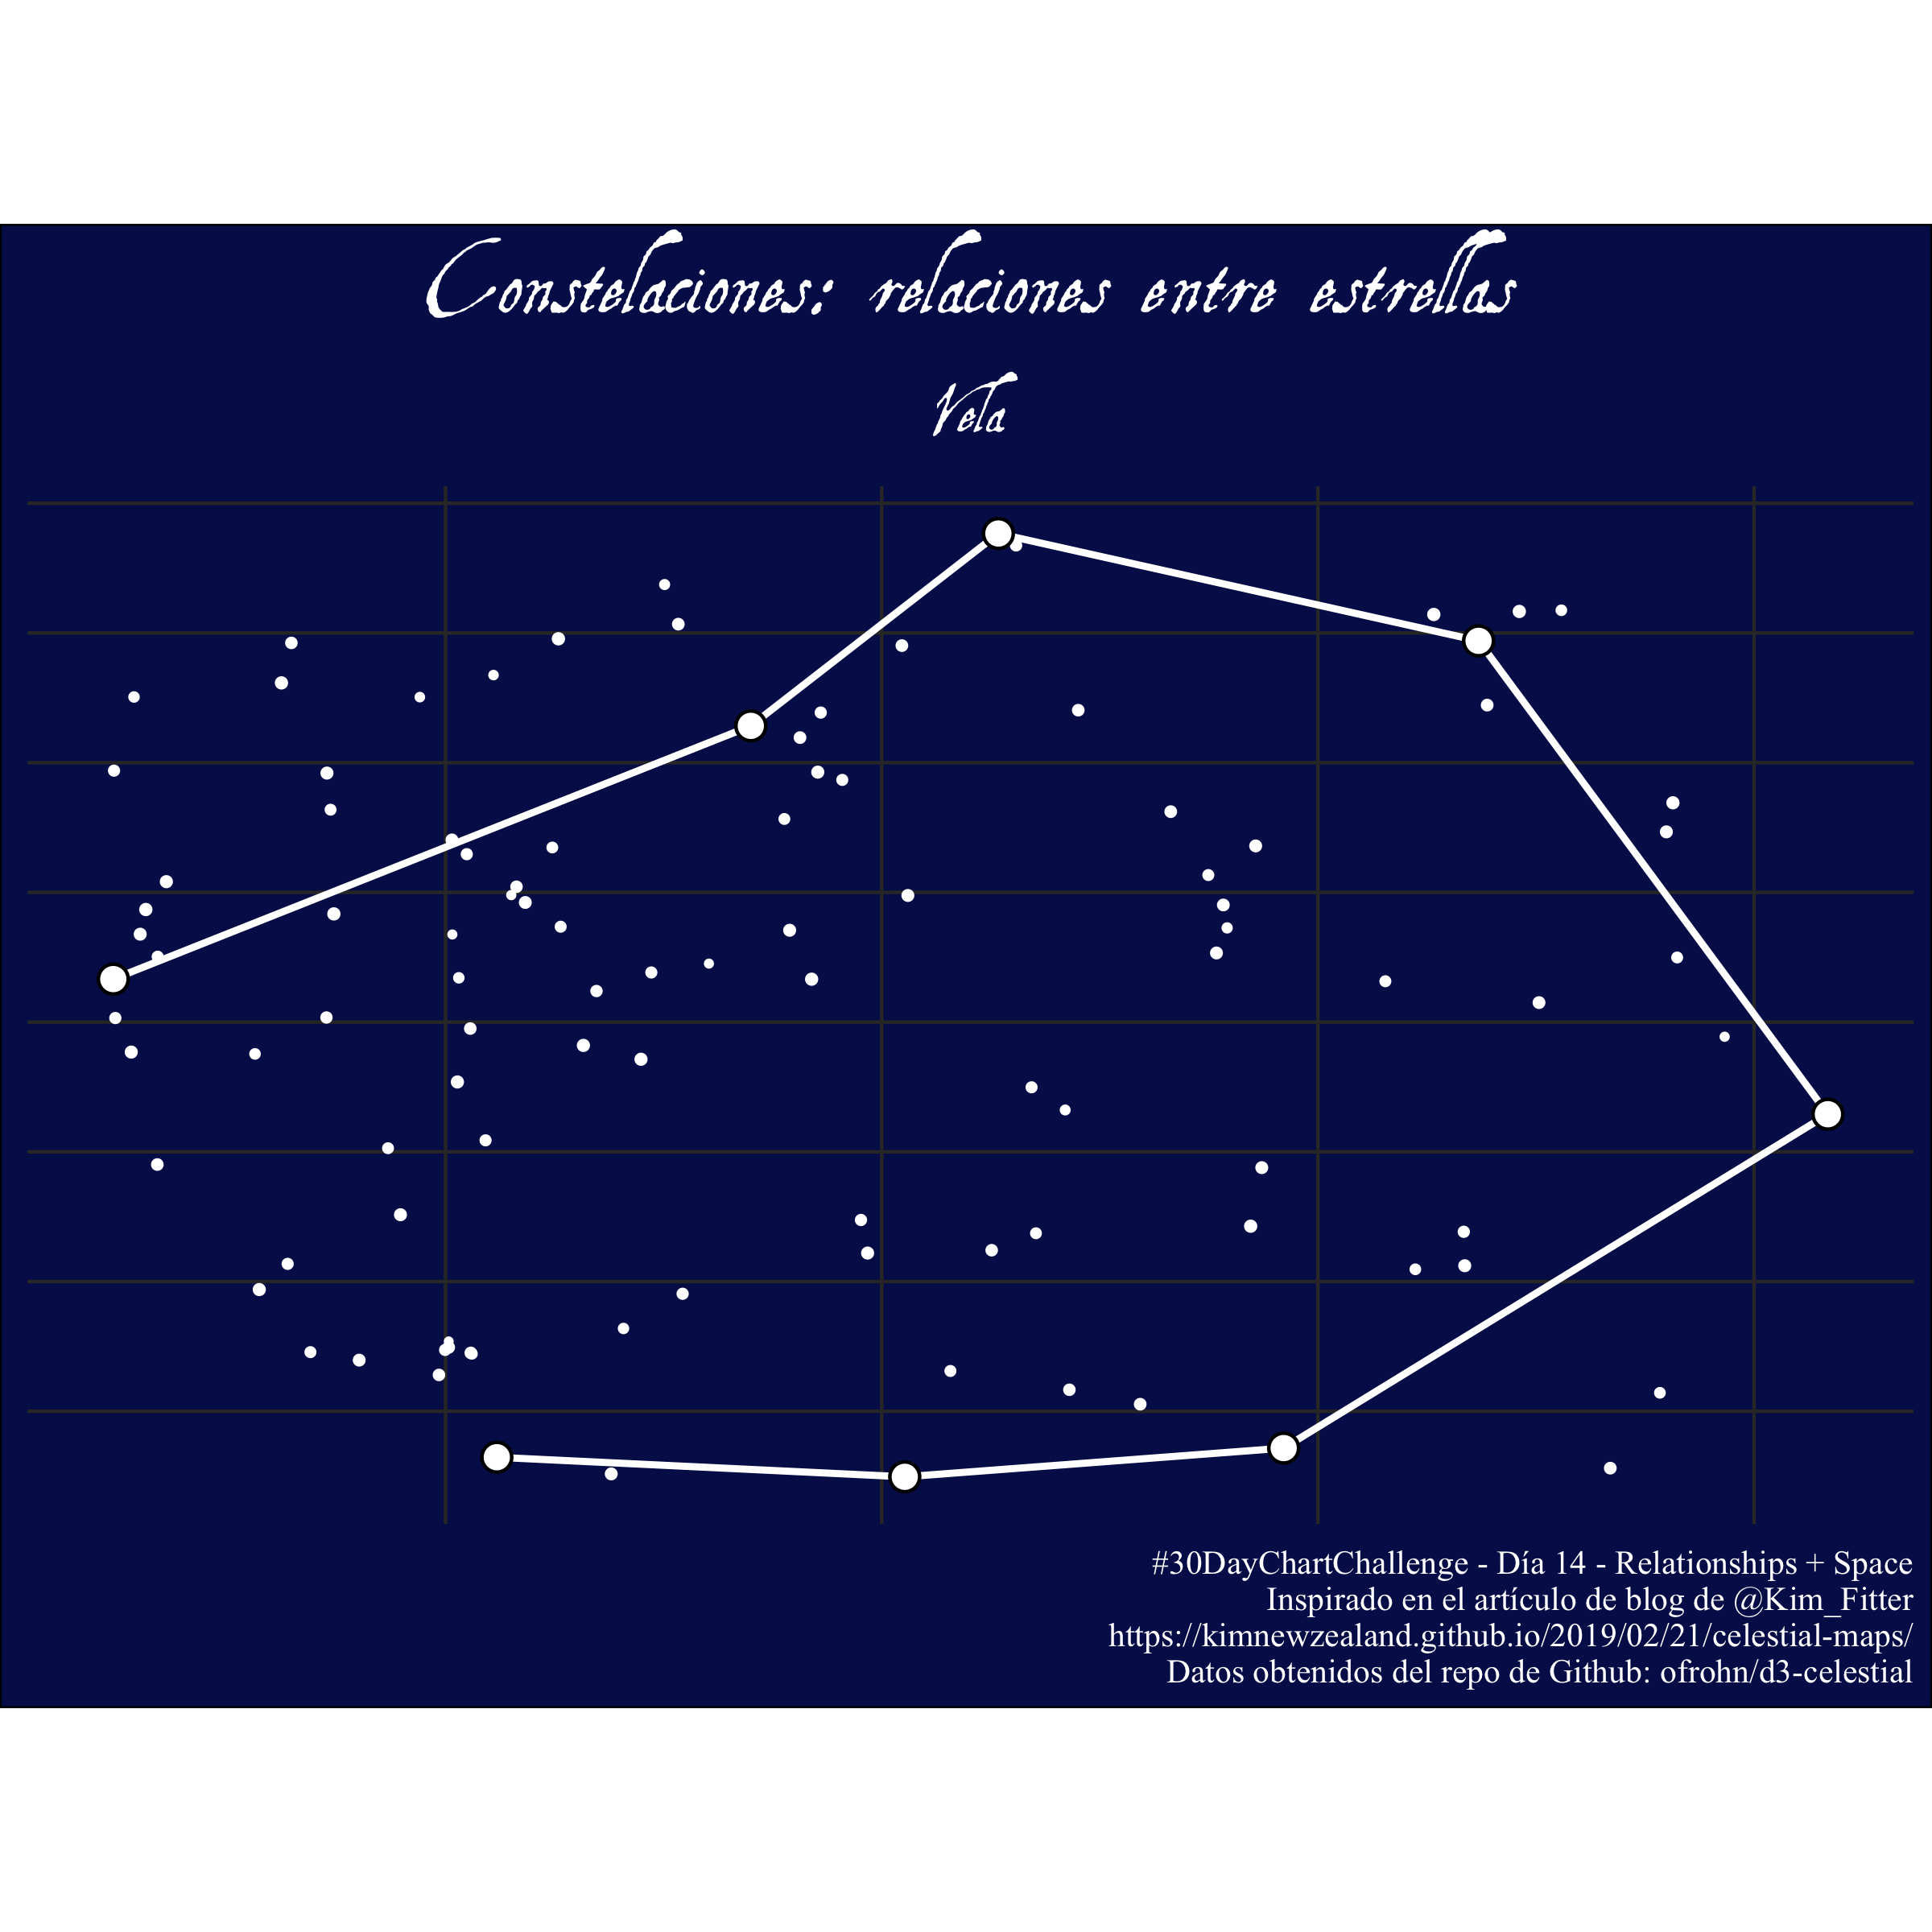 Constelaciones: relaciones entre estrellas
Vela
#30DayChartChallenge - Día 14 - Relationships + Space
Inspirado en el artículo de blog de @Kim_Fitter
https://kimnewzealand.github.io/2019/02/21/celestial-maps/
Datos obtenidos del repo de Github: ofrohn/d3-celestial